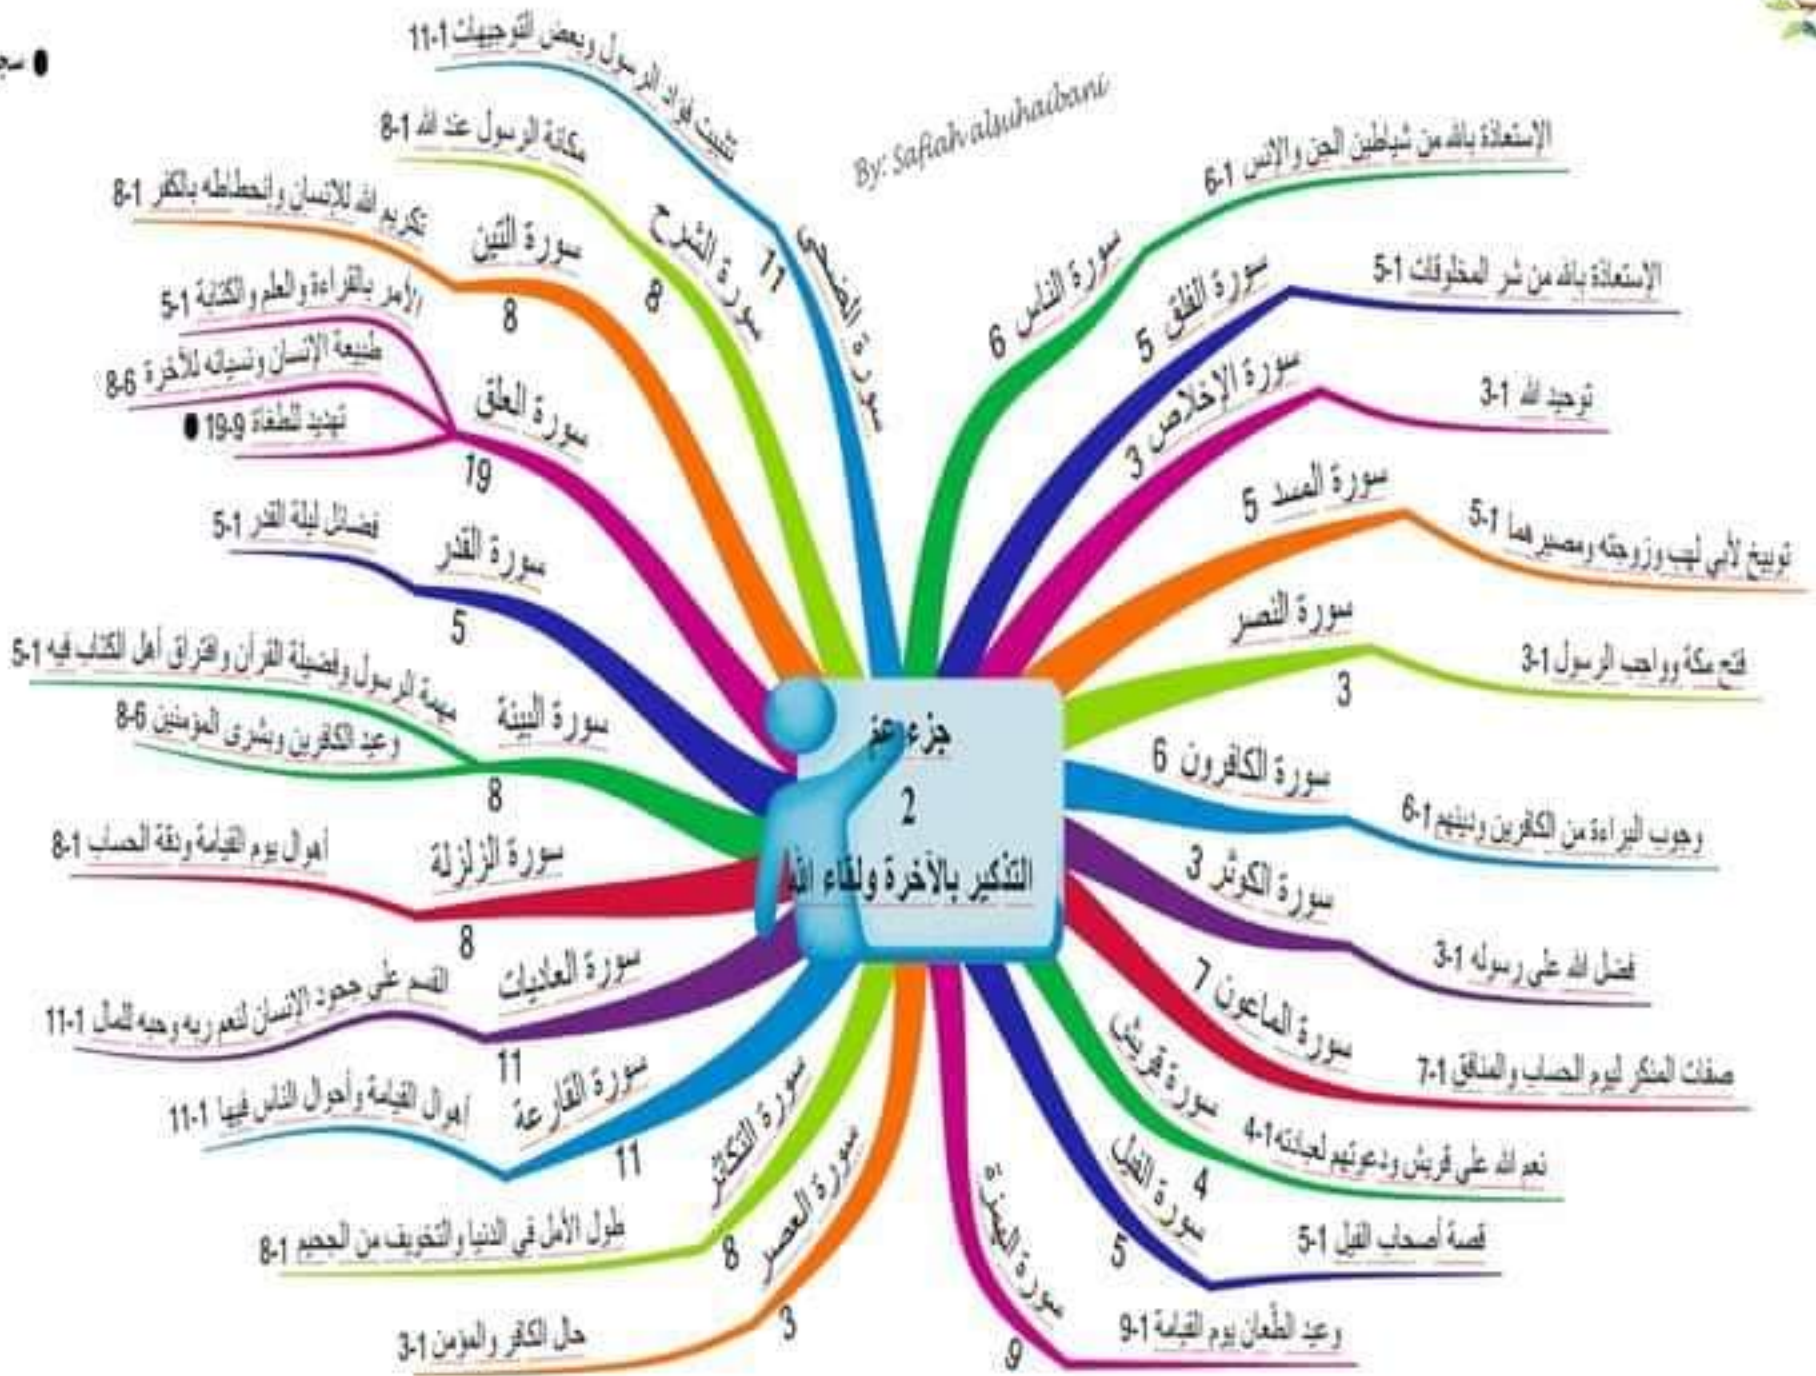 جزء عم
2
التذكير بالآخرة ولقاء الله
By: Safiah alsuhaibani
سورة الناس 6
الإستعاذة بالله من شياطين الجن والإنس 1-6
سورة الفلق 5
الإستعاذة بالله من شر المخلوقات 1-5
سورة الإخلاص 3
توحيد الله 1-3
سورة المسد 5
توبيخ لأبي لهب وزوجته ومصيرهما 1-5
سورة النصر
3
فتح مكة وواجب الرسول 1-3
سورة الكافرون 6
وجوب البراءة من الكافرين ودينهم 1-6
سورة الكوثر 3
فضل الله على رسوله 1-3
سورة الماعون 7
صفات المنكر ليوم الحساب والمنافق 1-7
سورة قريش
4
نعم الله على قريش ودعوتهم لعبادته 1-4
سورة الفيل
5
قصة أصحاب الفيل 1-5
سورة الهمزة
9
وعيد الطّعان يوم القيامة 1-9
سورة العصر
3
حال الكافر والمؤمن 1-3
سورة التكاثر
8
طول الأمل في الدنيا والتخويف من الجحيم 1-8
سورة القارعة
11
أهوال القيامة وأحوال الناس فيها 1-11
سورة العاديات
11
القسم على جحود الإنسان لنعم ربه وحبه للمال 1-11
سورة الزلزلة
8
أهوال يوم القيامة ودقة الحساب 1-8
سورة البينة
8
مهمة الرسول وفضيلة القرآن وافتراق أهل الكتاب فيه 1-5
وعيد الكافرين وبشرى المؤمنين 6-8
سورة القدر
5
فضائل ليلة القدر 1-5
سورة العلق
19
الأمر بالقراءة والعلم والكتابة 1-5
طبيعة الإنسان ونسيانه للآخرة 6-8
تهديد للطغاة 9-19 ●
سورة التين
8
تكريم الله للإنسان وإنحطاطه بالكفر 1-8
سورة الشرح
8
مكانة الرسول عند الله 1-8
سورة الضحى
11
تثبيت فؤاد الرسول وبعض التوجيهات 1-11